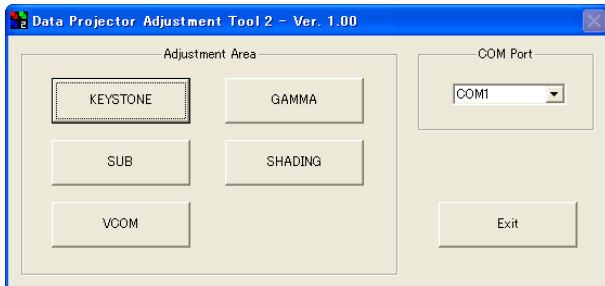 Data Projector Adjustment Tool 2 - Ver. 1.00
Adjustment Area
COM Port
KEYSTONE
GAMMA
COM1
SUB
SHADING
VCOM
Exit